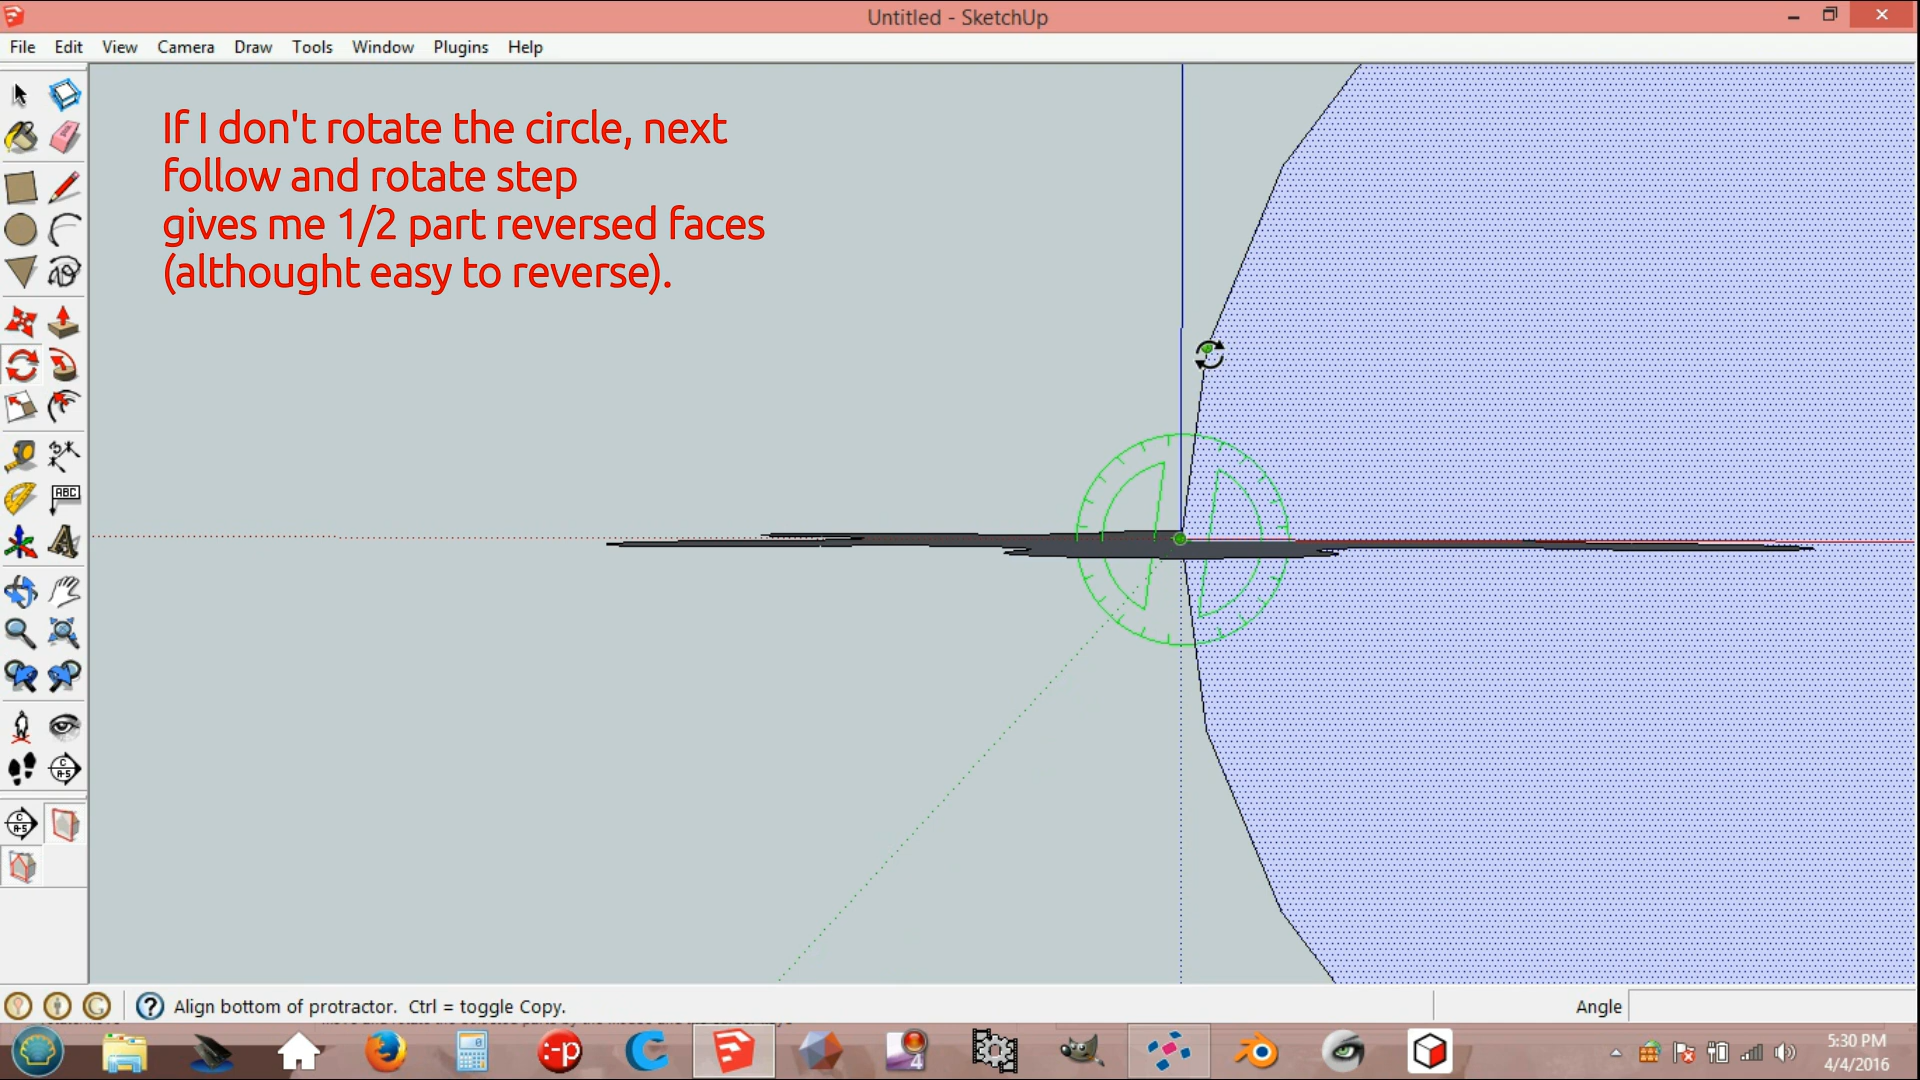 Untitled - SketchUp
File Edit View Camera Draw Tools Window Plugins Help
If I don't rotate the circle, next
follow and rotate step
gives me 1/2 part reversed faces
(althought easy to reverse).
ABC
C
A-S
C
A-S
Align bottom of protractor. Ctrl = toggle Copy.
Angle
:-p
4
5:30 PM
4/4/2016